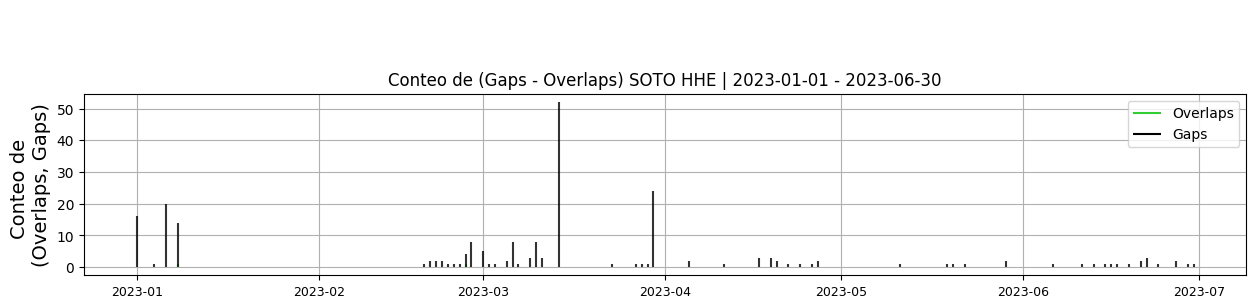 Conteo de (Gaps - Overlaps) SOTO HHE | 2023-01-01 - 2023-06-30
Conteo de
(Overlaps, Gaps)
50
40
30
20
10
0
Overlaps
Gaps
2023-01
2023-02
2023-03
2023-04
2023-05
2023-06
2023-07